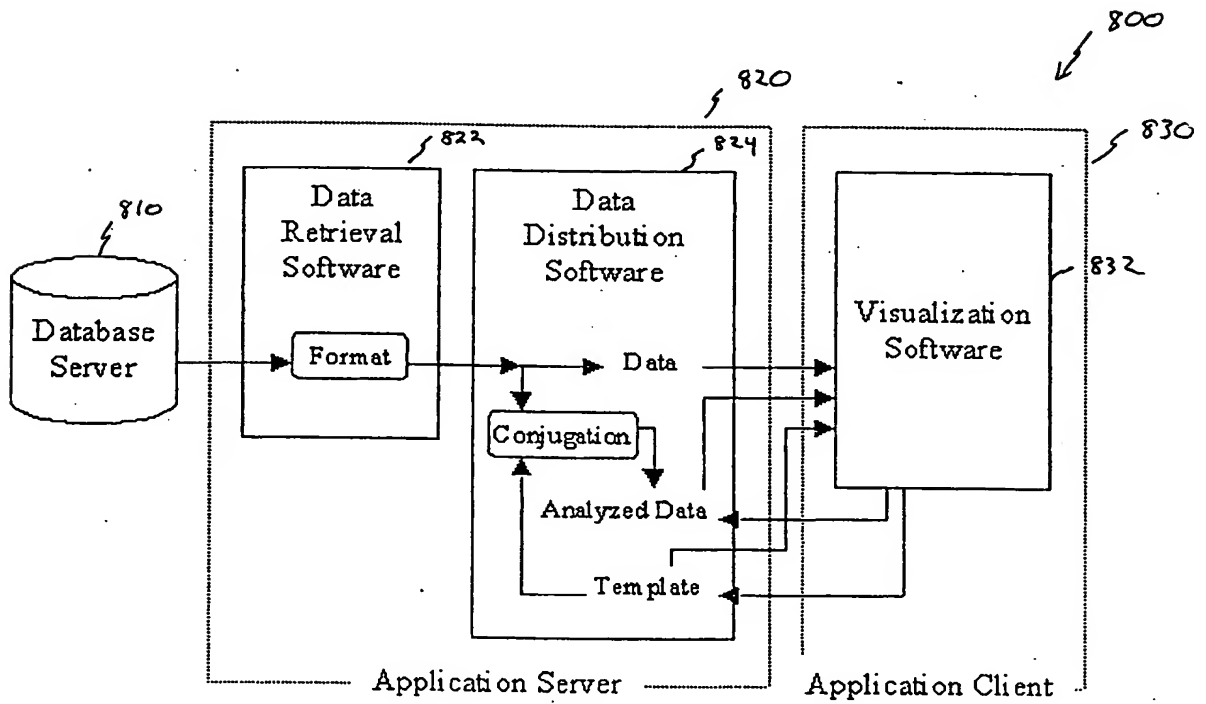 800
820
830
822
824
810
832
Data
Retrieval
Software
Data
Distribution
Software
Database
Server
Format
Data
Visualization
Software
Conjugation
Analyzed Data
Template
Application Server
Application Client